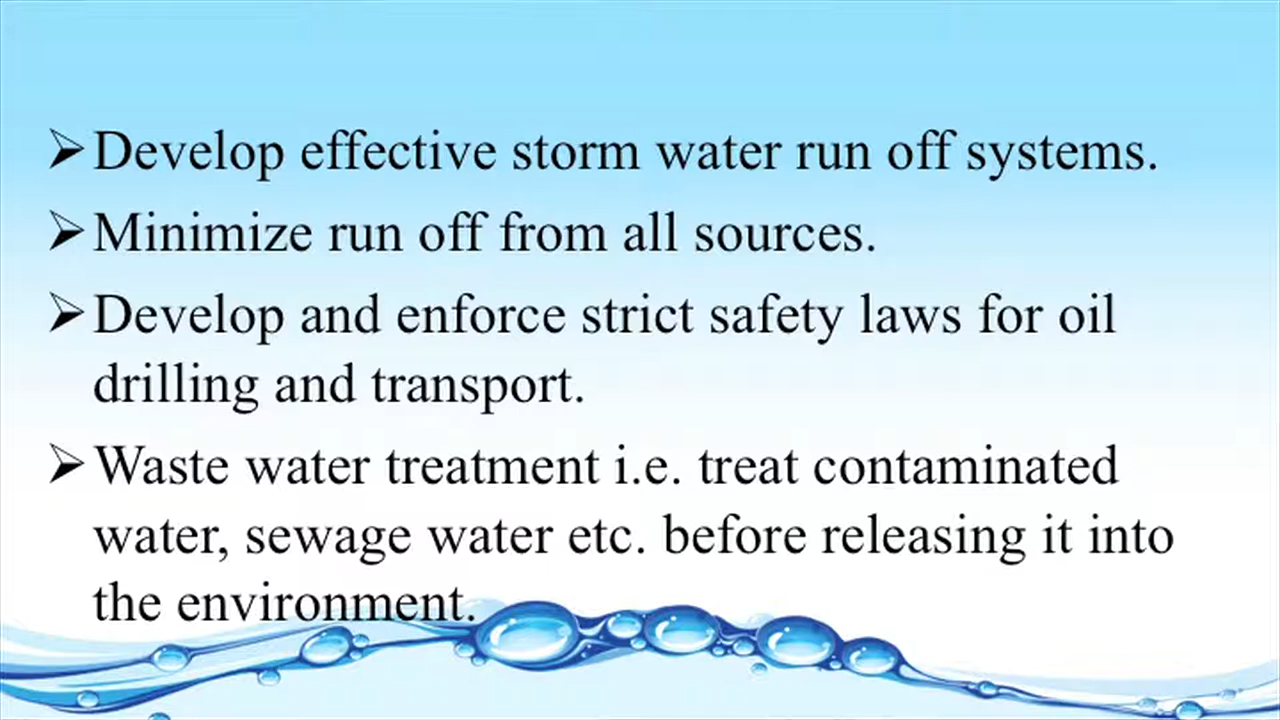 ➢Develop effective storm water run off systems.
➢Minimize run off from all sources.
➢Develop and enforce strict safety laws for oil
drilling and transport.
➢Waste water treatment i.e. treat contaminated
water, sewage water etc. before releasing it into
the environment.